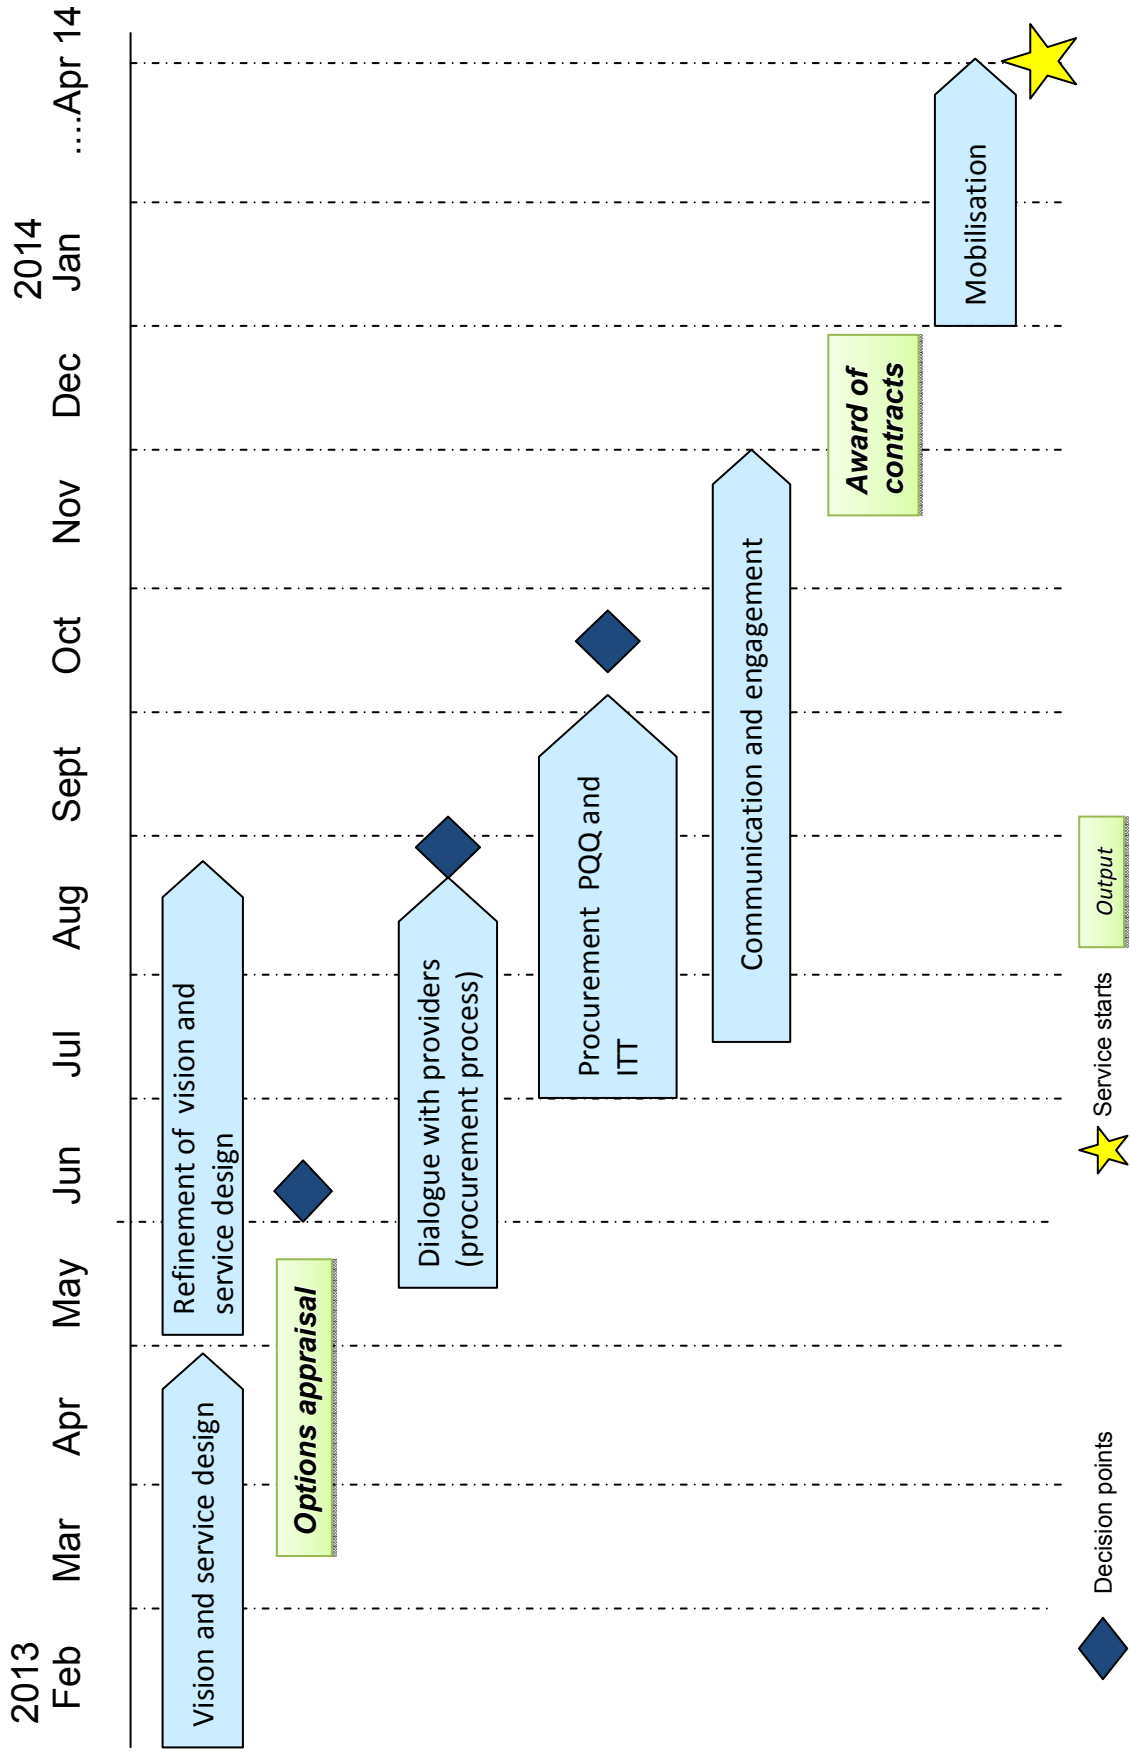 2013
2014
Feb
Mar
Apr
May
Jun
Jul
Aug
Sept
Oct
Nov
Dec
Jan
....Apr 14
Vision and service design
Refinement of vision and
service design
Options appraisal
Dialogue with providers
(procurement process)
Procurement PQQ and
ITT
Communication and engagement
Award of
contracts
Mobilisation
Decision points
Service starts
Output